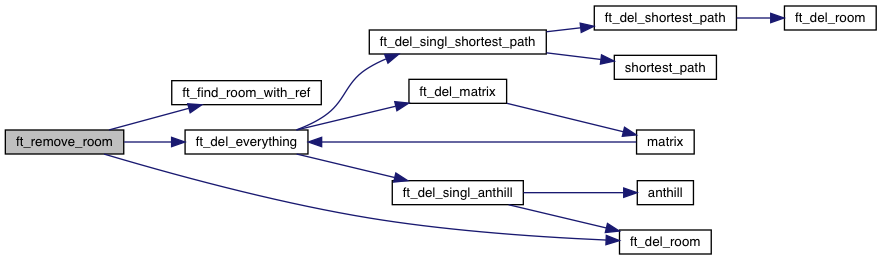 ft_del_shortest_path
ft_del_room
ft_del_singl_shortest_path
shortest_path
ft_find_room_with_ref
ft_del_matrix
ft_remove_room
ft_del_everything
matrix
ft_del_singl_anthill
anthill
ft_del_room